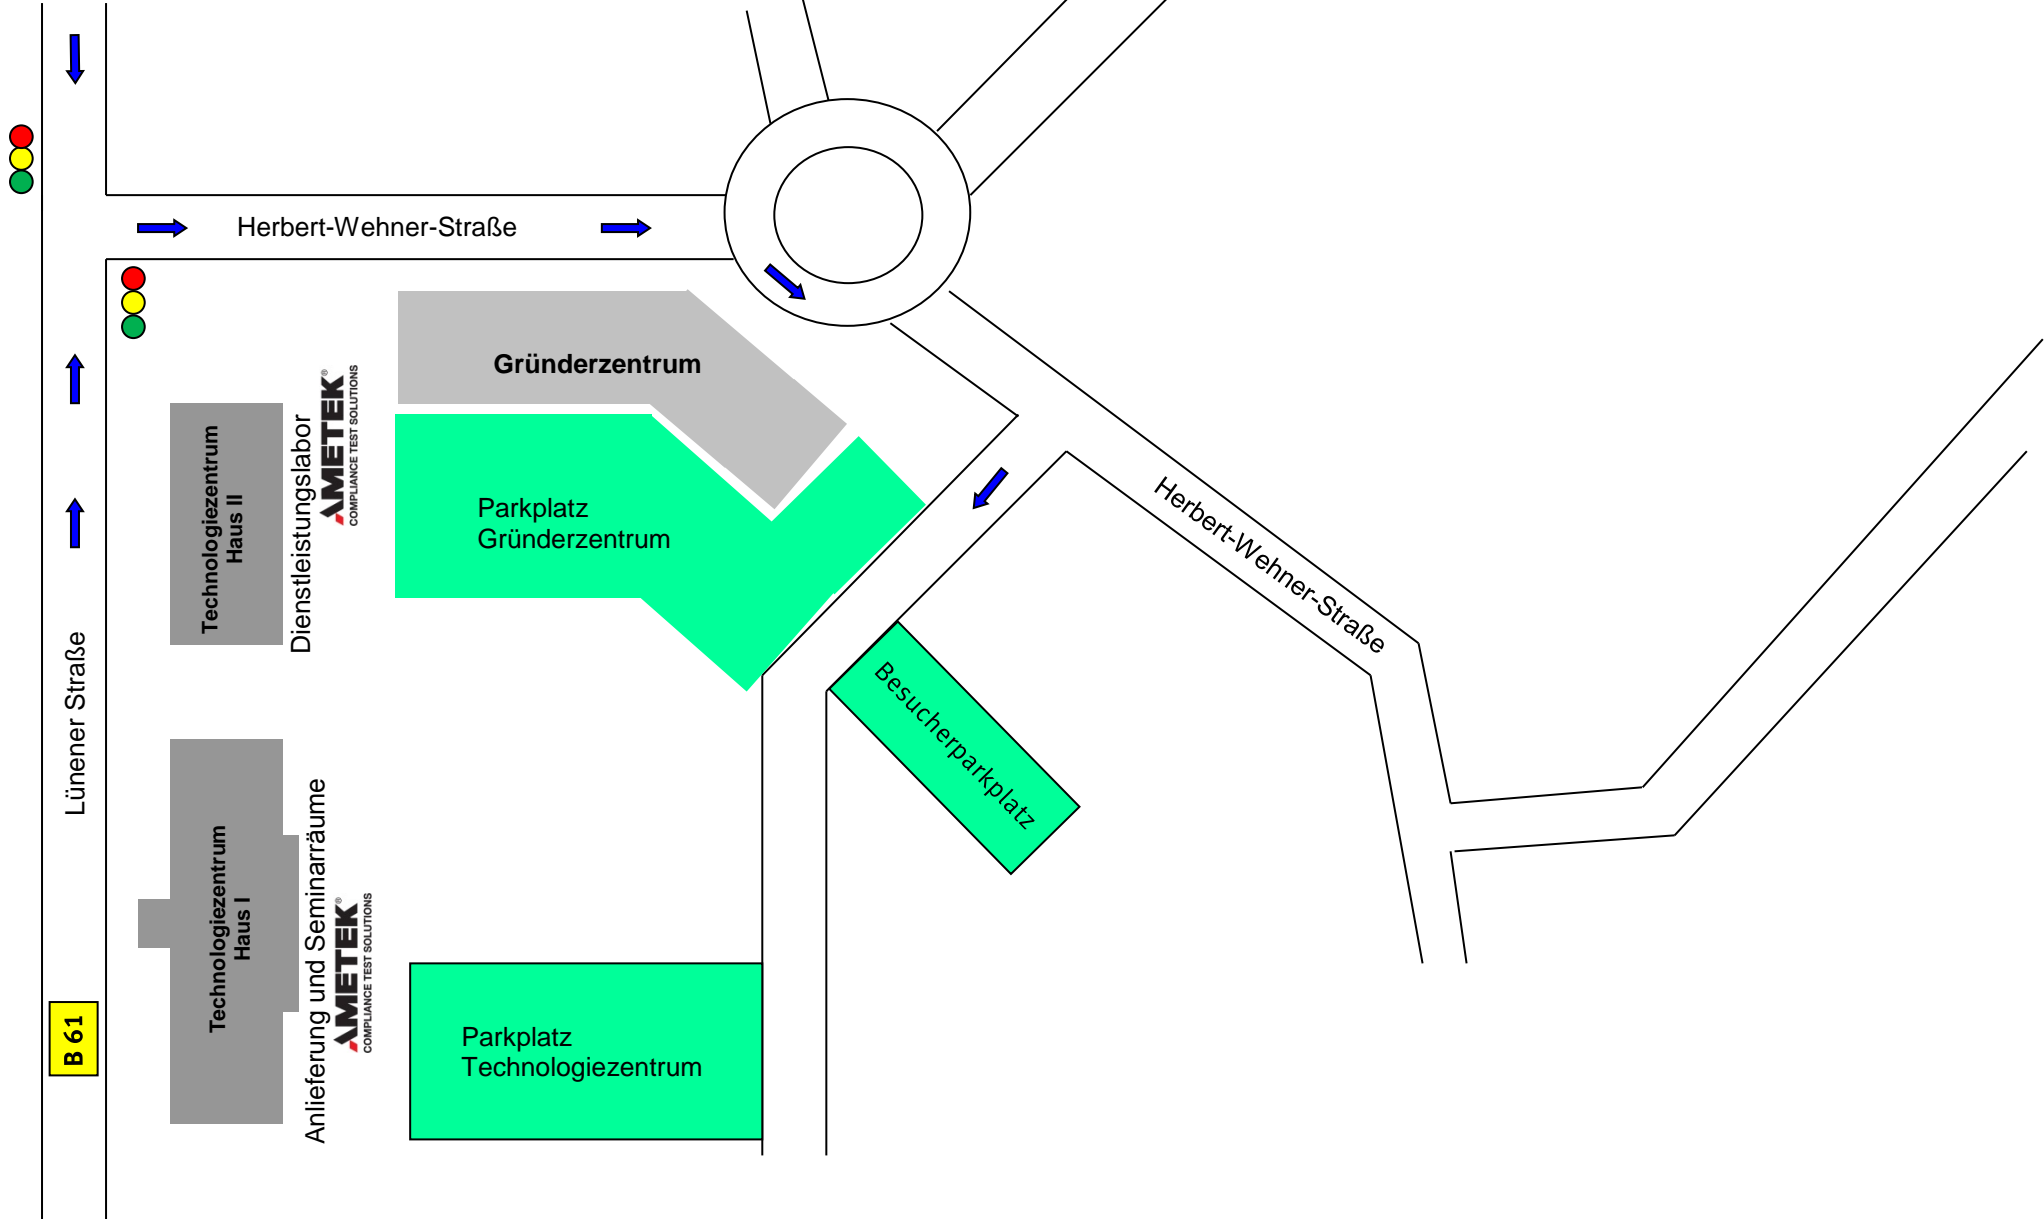 Herbert-Wehner-Straße
Gründerzentrum
Technologiezentrum
Haus II
Dienstleistungslabor
AMETEK®
COMPLIANCE TEST SOLUTIONS
Parkplatz
Gründerzentrum
Herbert-Wehner-Straße
Lünener Straße
Besucherparkplatz
Technologiezentrum
Haus I
Anlieferung und Seminarräume
AMETEK®
COMPLIANCE TEST SOLUTIONS
B 61
Parkplatz
Technologiezentrum